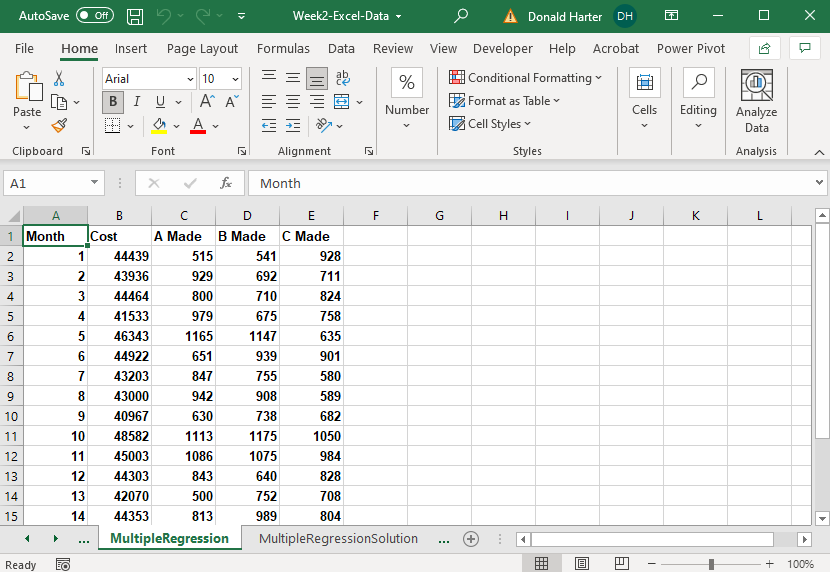 AutoSave Off Week2-Excel-Data Donald Harter DH
File Home Insert Page Layout Formulas Data Review View Developer Help Acrobat Power Pivot
Arial 10 ab
Paste B I U A A % Number Conditional Formatting Format as Table Cell Styles Cells Editing Analyze Data
Clipboard Font Alignment Styles Analysis
A1 fx Month
A B C D E F G H I J K L
1 Month Cost A Made B Made C Made
2 1 44439 515 541 928
3 2 43936 929 692 711
4 3 44464 800 710 824
5 4 41533 979 675 758
6 5 46343 1165 1147 635
7 6 44922 651 939 901
8 7 43203 847 755 580
9 8 43000 942 908 589
10 9 40967 630 738 682
11 10 48582 1113 1175 1050
12 11 45003 1086 1075 984
13 12 44303 843 640 828
14 13 42070 500 752 708
15 14 44353 813 989 804
... MultipleRegression MultipleRegressionSolution ...
Ready 100%